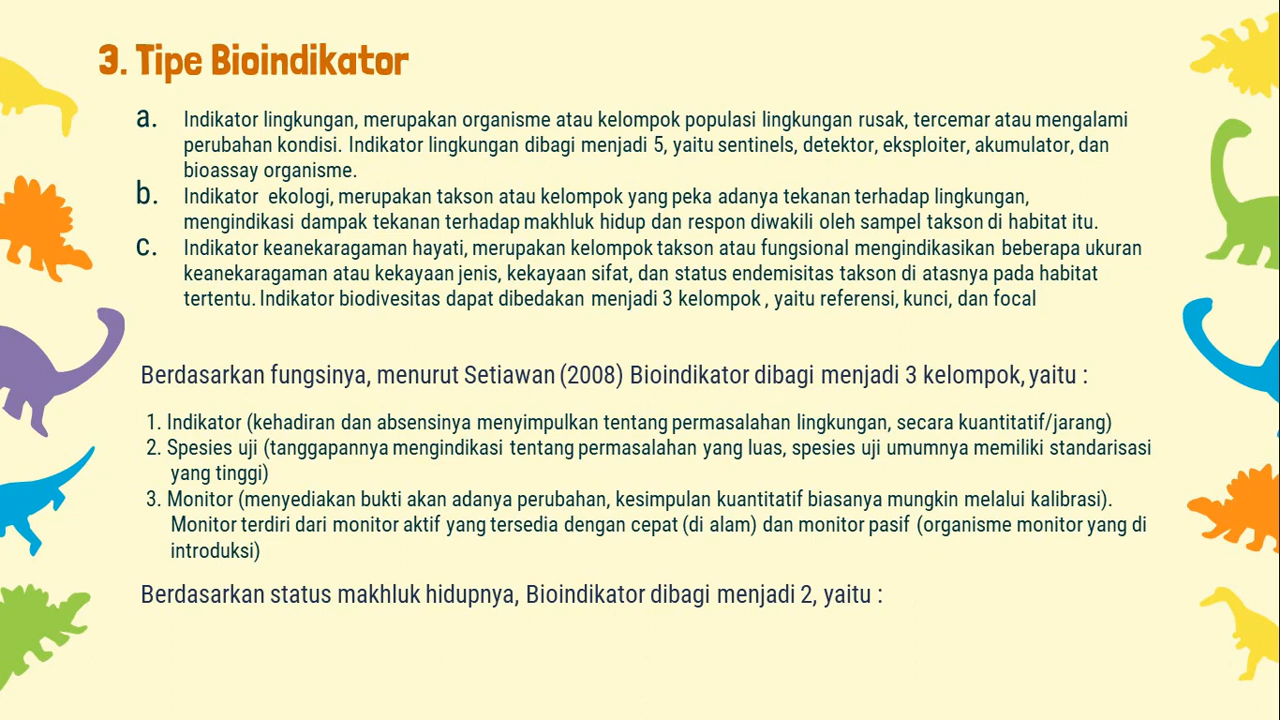 3. Tipe Bioindikator
a. Indikator lingkungan, merupakan organisme atau kelompok populasi lingkungan rusak, tercemar atau mengalami
perubahan kondisi. Indikator lingkungan dibagi menjadi 5, yaitu sentinels, detektor, eksploiter, akumulator, dan
bioassay organisme.
b. Indikator ekologi, merupakan takson atau kelompok yang peka adanya tekanan terhadap lingkungan,
mengindikasi dampak tekanan terhadap makhluk hidup dan respon diwakili oleh sampel takson di habitat itu.
c. Indikator keanekaragaman hayati, merupakan kelompok takson atau fungsional mengindikasikan beberapa ukuran
keanekaragaman atau kekayaan jenis, kekayaan sifat, dan status endemisitas takson di atasnya pada habitat
tertentu. Indikator biodivesitas dapat dibedakan menjadi 3 kelompok, yaitu referensi, kunci, dan focal
Berdasarkan fungsinya, menurut Setiawan (2008) Bioindikator dibagi menjadi 3 kelompok, yaitu :
1. Indikator (kehadiran dan absensinya menyimpulkan tentang permasalahan lingkungan, secara kuantitatif/jarang)
2. Spesies uji (tanggapannya mengindikasi tentang permasalahan yang luas, spesies uji umumnya memiliki standarisasi
yang tinggi)
3. Monitor (menyediakan bukti akan adanya perubahan, kesimpulan kuantitatif biasanya mungkin melalui kalibrasi).
Monitor terdiri dari monitor aktif yang tersedia dengan cepat (di alam) dan monitor pasif (organisme monitor yang di
introduksi)
Berdasarkan status makhluk hidupnya, Bioindikator dibagi menjadi 2, yaitu :